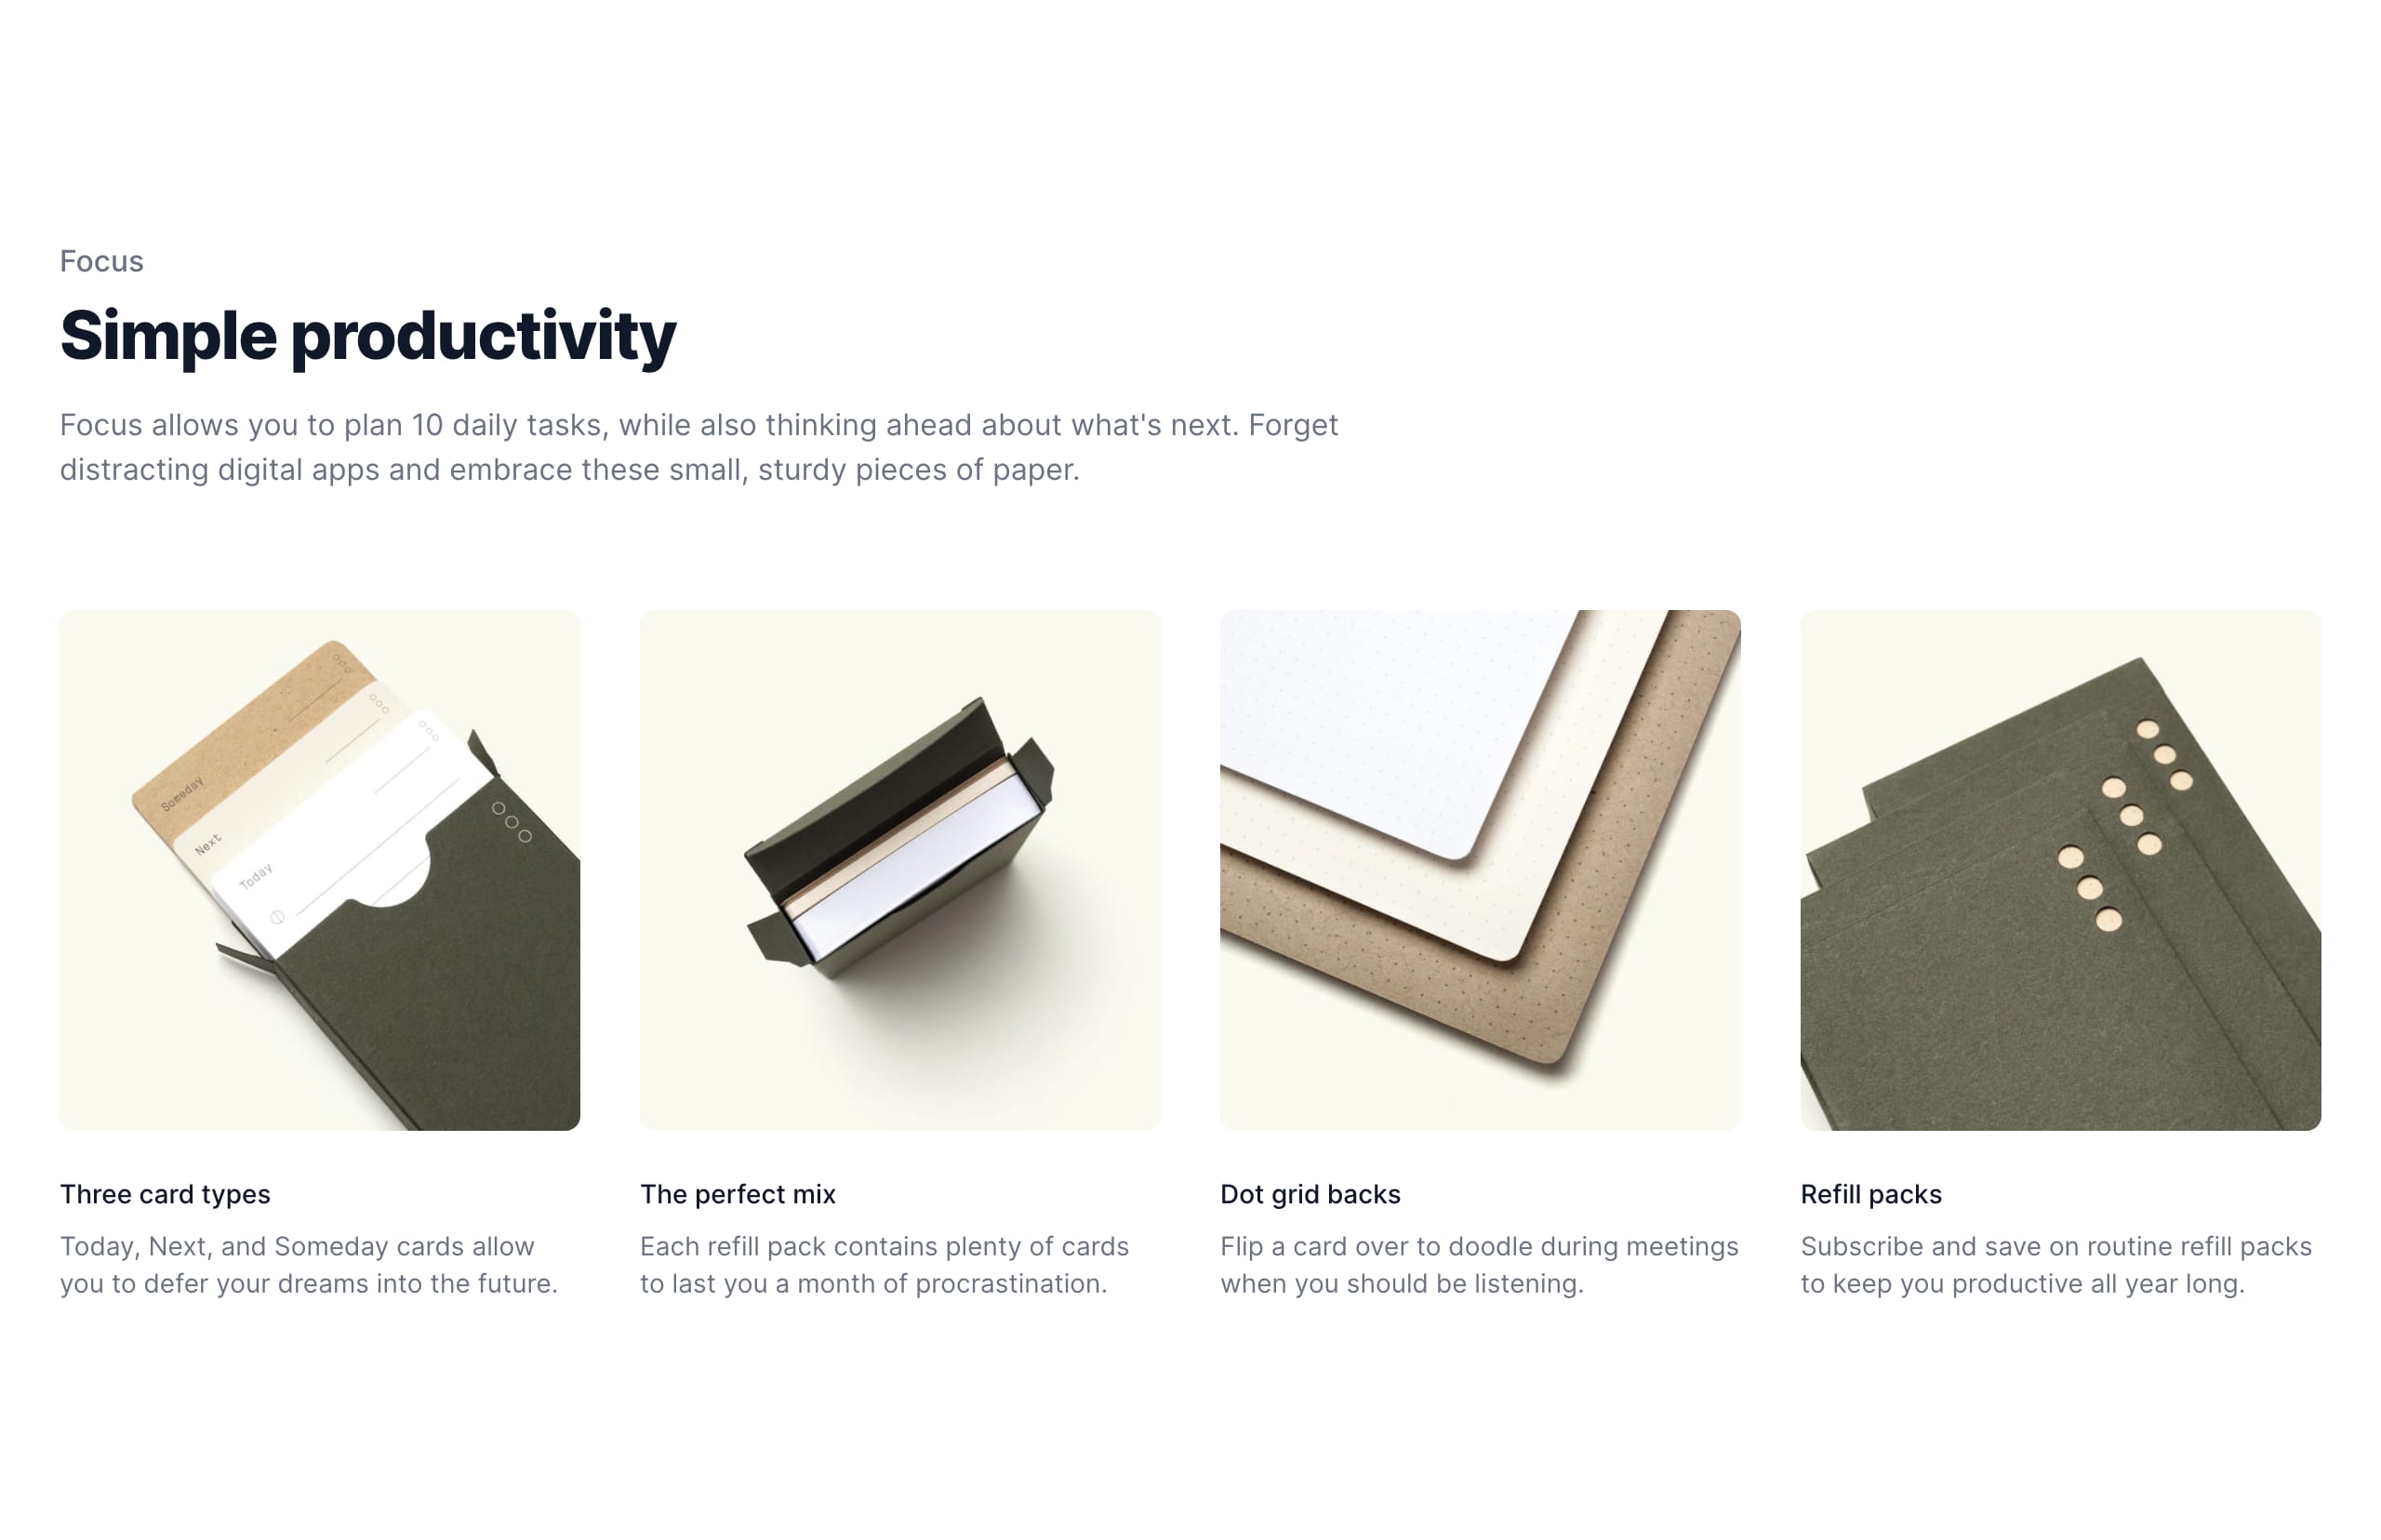 Focus
Simple productivity
Focus allows you to plan 10 daily tasks, while also thinking ahead about what's next. Forget
distracting digital apps and embrace these small, sturdy pieces of paper.
Someday
Next
Today
Three card types
Today, Next, and Someday cards allow
you to defer your dreams into the future.
The perfect mix
Each refill pack contains plenty of cards
to last you a month of procrastination.
Dot grid backs
Flip a card over to doodle during meetings
when you should be listening.
Refill packs
Subscribe and save on routine refill packs
to keep you productive all year long.